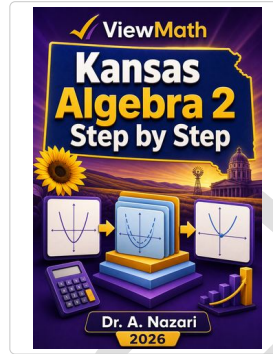 ViewMath
Kansas
Algebra 2
Step by Step
Dr. A. Nazari
2026